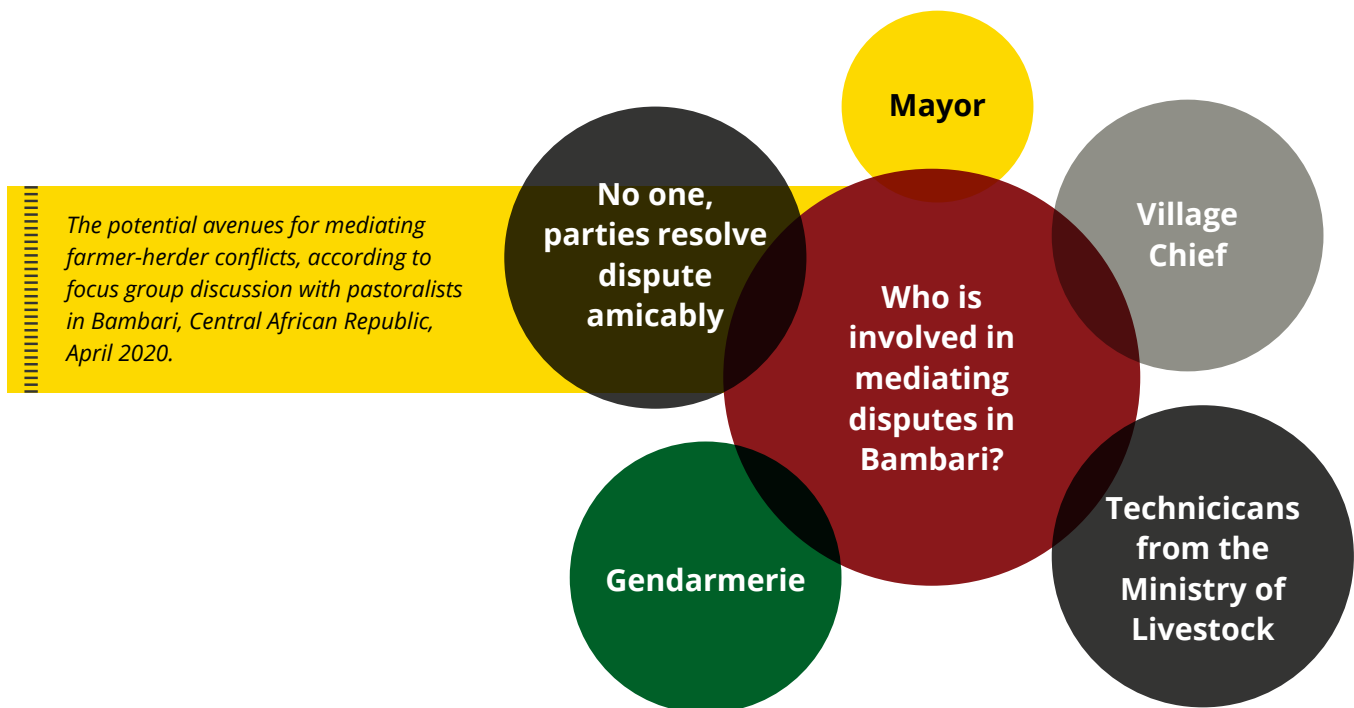 The potential avenues for mediating
farmer-herder conflicts, according to
focus group discussion with pastoralists
in Bambari, Central African Republic,
April 2020.
No one,
parties resolve
dispute
amicably
Mayor
Village
Chief
Who is
involved in
mediating
disputes in
Bambari?
Gendarmerie
Technicicans
from the
Ministry of
Livestock